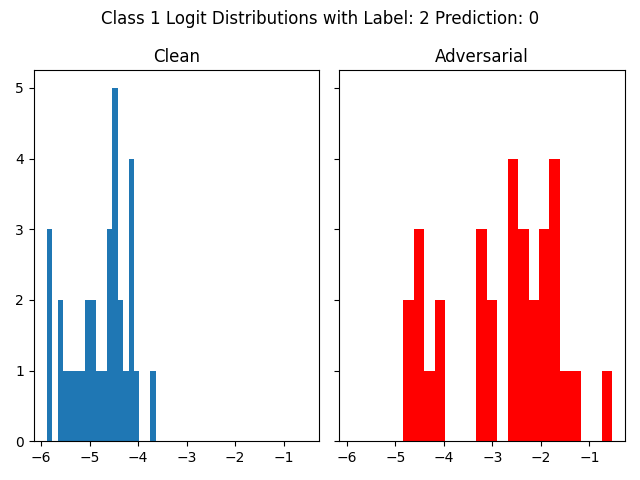 Class 1 Logit Distributions with Label: 2 Prediction: 0
Clean
Adversarial
5
4
3
2
1
0
−6 −5 −4 −3 −2 −1
−6 −5 −4 −3 −2 −1